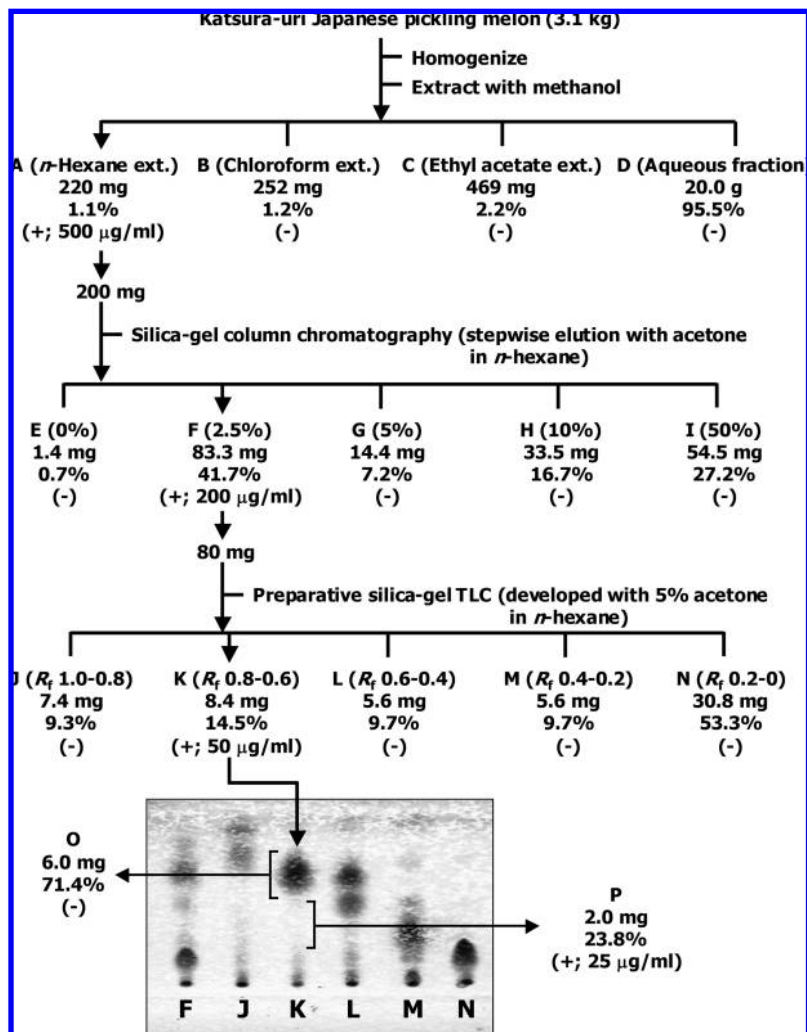 Katsura-uri Japanese pickling melon (3.1 kg)
Homogenize
Extract with methanol
A (n-Hexane ext.) B (Chloroform ext.) C (Ethyl acetate ext.) D (Aqueous fraction)
220 mg 252 mg 469 mg 20.0 g
1.1% 1.2% 2.2% 95.5%
(+; 500 μg/ml) (-) (-) (-)
200 mg
Silica-gel column chromatography (stepwise elution with acetone
in n-hexane)
E (0%) F (2.5%) G (5%) H (10%) I (50%)
1.4 mg 83.3 mg 14.4 mg 33.5 mg 54.5 mg
0.7% 41.7% 7.2% 16.7% 27.2%
(-) (+; 200 μg/ml) (-) (-) (-)
80 mg
Preparative silica-gel TLC (developed with 5% acetone
in n-hexane)
J (Rf 1.0-0.8) K (Rf 0.8-0.6) L (Rf 0.6-0.4) M (Rf 0.4-0.2) N (Rf 0.2-0)
7.4 mg 8.4 mg 5.6 mg 5.6 mg 30.8 mg
9.3% 14.5% 9.7% 9.7% 53.3%
(-) (+; 50 μg/ml) (-) (-) (-)
O
6.0 mg
71.4%
(-)
P
2.0 mg
23.8%
(+; 25 μg/ml)
F J K L M N